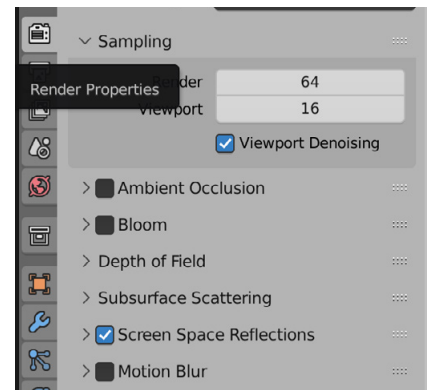 Sampling
Render 64
Render Properties
Viewport 16
Viewport Denoising
Ambient Occlusion
Bloom
Depth of Field
Subsurface Scattering
Screen Space Reflections
Motion Blur